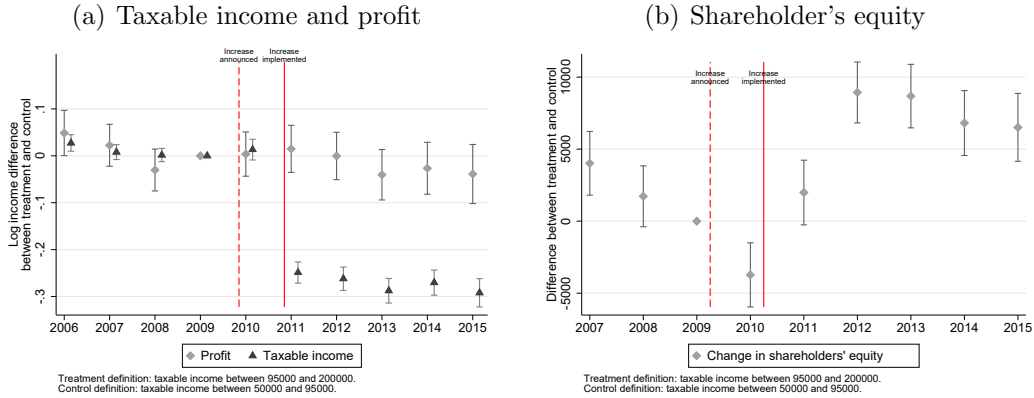 (a) Taxable income and profit
Increase
announced
Increase
implemented
Log income difference
between treatment and control
.1
0
-.1
-.2
-.3
2006 2007 2008 2009 2010 2011 2012 2013 2014 2015
Profit Taxable income
Treatment definition: taxable income between 95000 and 200000.
Control definition: taxable income between 50000 and 95000.
(b) Shareholder's equity
Increase
announced
Increase
implemented
Difference between treatment and control
10000
5000
0
-5000
2007 2008 2009 2010 2011 2012 2013 2014 2015
Change in shareholders' equity
Treatment definition: taxable income between 95000 and 200000.
Control definition: taxable income between 50000 and 95000.